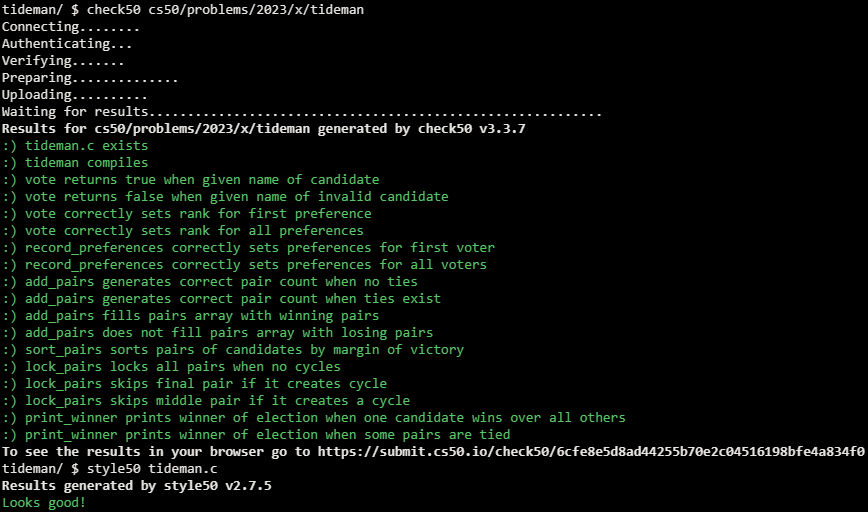 tideman/ $ check50 cs50/problems/2023/x/tideman
Connecting........
Authenticating...
Verifying.......
Preparing..............
Uploading..........
Waiting for results..........................................................
Results for cs50/problems/2023/x/tideman generated by check50 v3.3.7
:) tideman.c exists
:) tideman compiles
:) vote returns true when given name of candidate
:) vote returns false when given name of invalid candidate
:) vote correctly sets rank for first preference
:) vote correctly sets rank for all preferences
:) record_preferences correctly sets preferences for first voter
:) record_preferences correctly sets preferences for all voters
:) add_pairs generates correct pair count when no ties
:) add_pairs generates correct pair count when ties exist
:) add_pairs fills pairs array with winning pairs
:) add_pairs does not fill pairs array with losing pairs
:) sort_pairs sorts pairs of candidates by margin of victory
:) lock_pairs locks all pairs when no cycles
:) lock_pairs skips final pair if it creates cycle
:) lock_pairs skips middle pair if it creates a cycle
:) print_winner prints winner of election when one candidate wins over all others
:) print_winner prints winner of election when some pairs are tied
To see the results in your browser go to https://submit.cs50.io/check50/6cfe8e5d8ad44255b70e2c04516198bfe4a834f0
tideman/ $ style50 tideman.c
Results generated by style50 v2.7.5
Looks good!